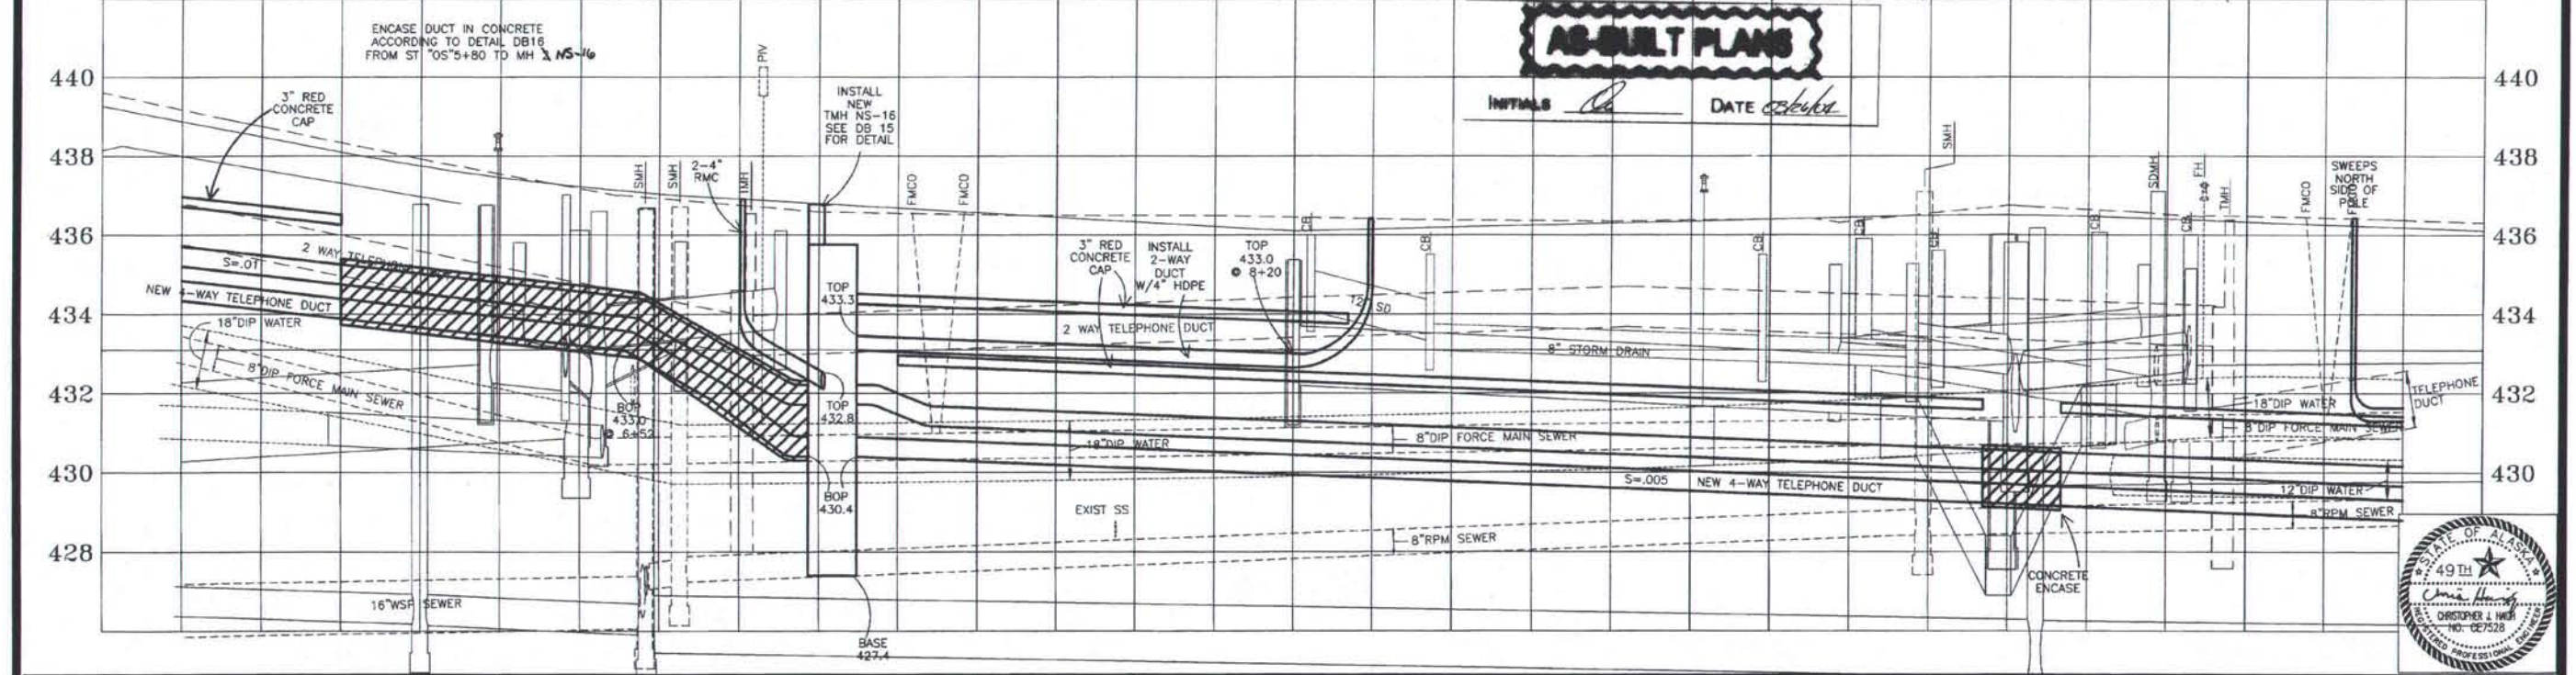 ENCASE DUCT IN CONCRETE
ACCORDING TO DETAIL DB16
FROM ST "OS"5+80 TO MH NS-16
AS-BUILT PLANS
INITIALS
DATE 03/26/02
440
440
438
438
436
436
434
434
432
432
430
430
428
3" RED
CONCRETE
CAP
PIV
INSTALL
NEW
TMH NS-16
SEE DB 15
FOR DETAIL
SMH
SMH
2-4"
RMC
TMH
FMCO
FMCO
3" RED
CONCRETE
CAP
INSTALL
2-WAY
DUCT
W/4" HDPE
TOP
433.0
@ 8+20
CB
CB
CB
CB
CB
SMH
CB
SDMH
CB
FH
TMH
FMCO
SWEEPS
NORTH
SIDE OF
POLE
2 WAY TELEPHONE
S=.01
NEW 4-WAY TELEPHONE DUCT
18"DIP WATER
8"DIP FORCE MAIN SEWER
TOP
433.3
12" SD
2 WAY TELEPHONE DUCT
8" STORM DRAIN
BOP
433.0
@ 6+52
TOP
432.8
18"DIP WATER
8"DIP FORCE MAIN SEWER
TELEPHONE
DUCT
18"DIP WATER
8"DIP FORCE MAIN SEWER
S=.005
NEW 4-WAY TELEPHONE DUCT
12"DIP WATER
8"RPM SEWER
BOP
430.4
EXIST SS
8"RPM SEWER
16"WSP SEWER
CONCRETE
ENCASE
BASE
427.4
STATE OF ALASKA
49TH
CHRISTOPHER J. HAIGH
NO. CE7528
REGISTERED PROFESSIONAL ENGINEER